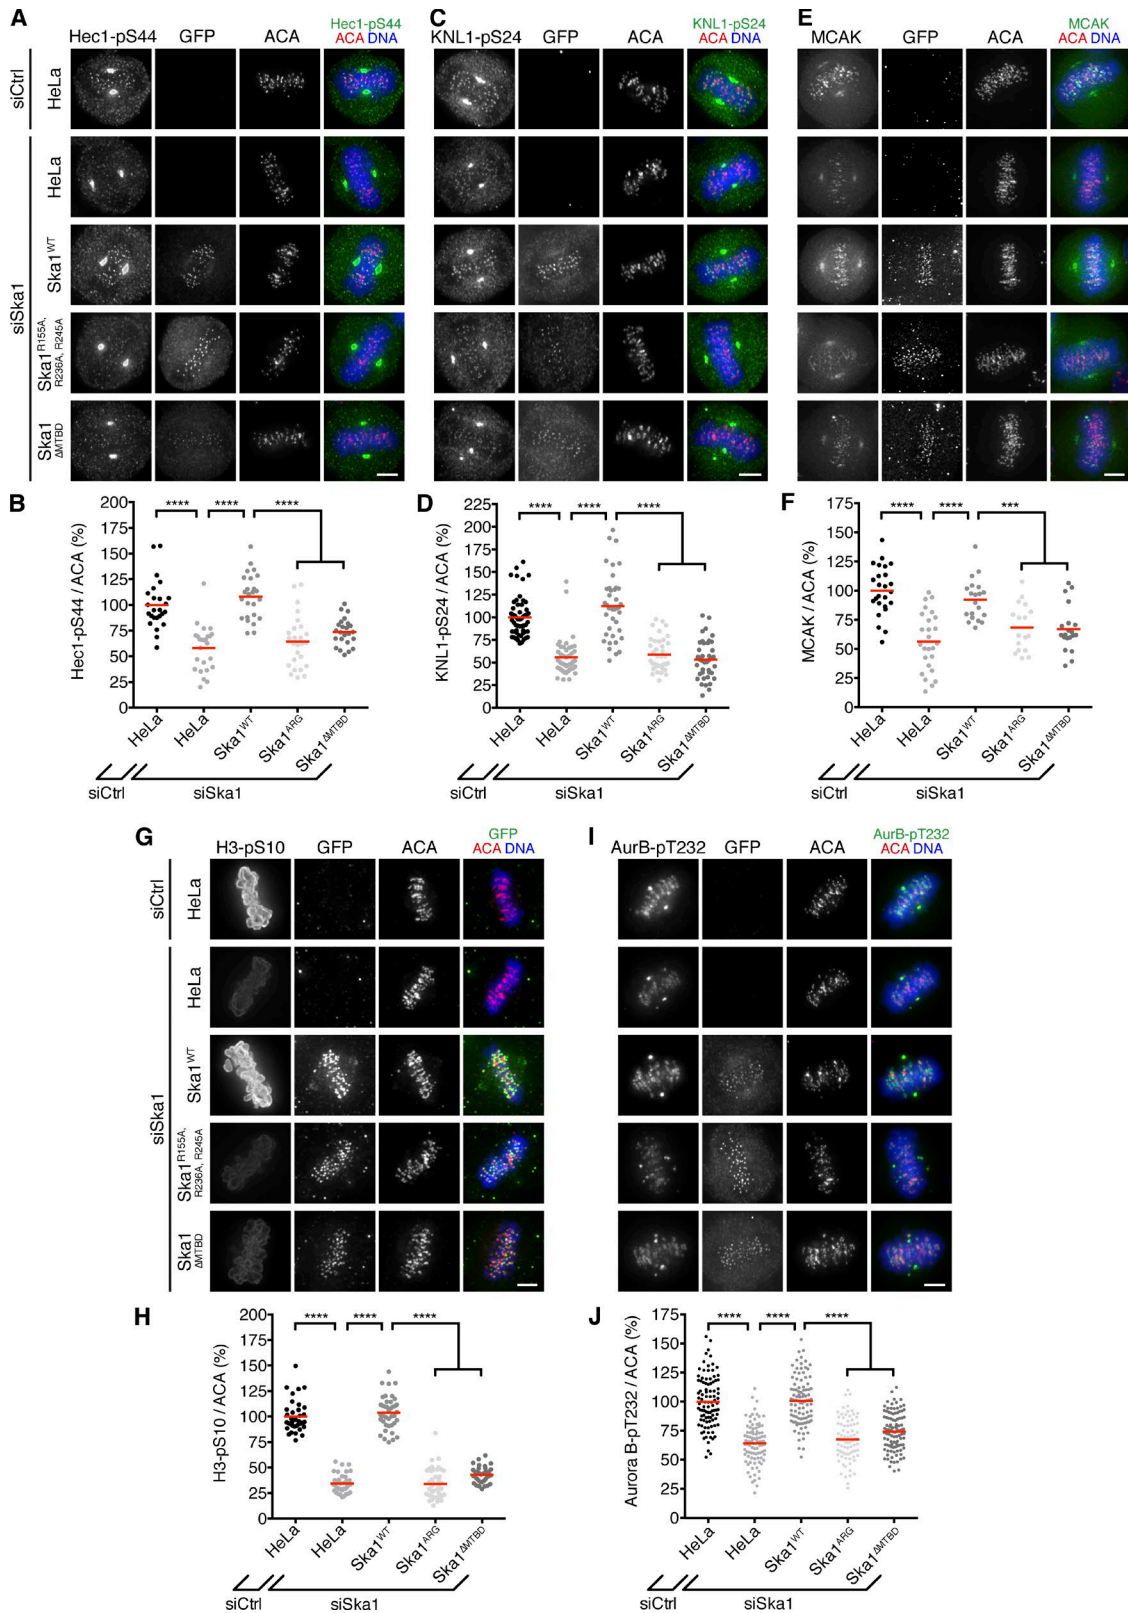 A
Hec1-pS44 GFP ACA Hec1-pS44
ACA DNA
siCtrl
HeLa
siSka1
HeLa
Ska1WT
Ska1R155A,
R236A, R245A
Ska1
ΔMTBD
C
KNL1-pS24 GFP ACA KNL1-pS24
ACA DNA
E
MCAK GFP ACA MCAK
ACA DNA
B
Hec1-pS44 / ACA (%)
200
175
150
125
100
75
50
25
0
**** **** ****
HeLa HeLa Ska1WT Ska1ARG Ska1ΔMTBD
siCtrl siSka1
D
KNL1-pS24 / ACA (%)
225
200
175
150
125
100
75
50
25
0
**** **** ****
HeLa HeLa Ska1WT Ska1ARG Ska1ΔMTBD
siCtrl siSka1
F
MCAK / ACA (%)
175
150
125
100
75
50
25
0
**** **** ***
HeLa HeLa Ska1WT Ska1ARG Ska1ΔMTBD
siCtrl siSka1
G
H3-pS10 GFP ACA GFP
ACA DNA
siCtrl
HeLa
siSka1
HeLa
Ska1WT
Ska1R155A,
R236A, R245A
Ska1
ΔMTBD
I
AurB-pT232 GFP ACA AurB-pT232
ACA DNA
H
H3-pS10 / ACA (%)
200
175
150
125
100
75
50
25
0
**** **** ****
HeLa HeLa Ska1WT Ska1ARG Ska1ΔMTBD
siCtrl siSka1
J
Aurora B-pT232 / ACA (%)
175
150
125
100
75
50
25
0
**** **** ****
HeLa HeLa Ska1WT Ska1ARG Ska1ΔMTBD
siCtrl siSka1